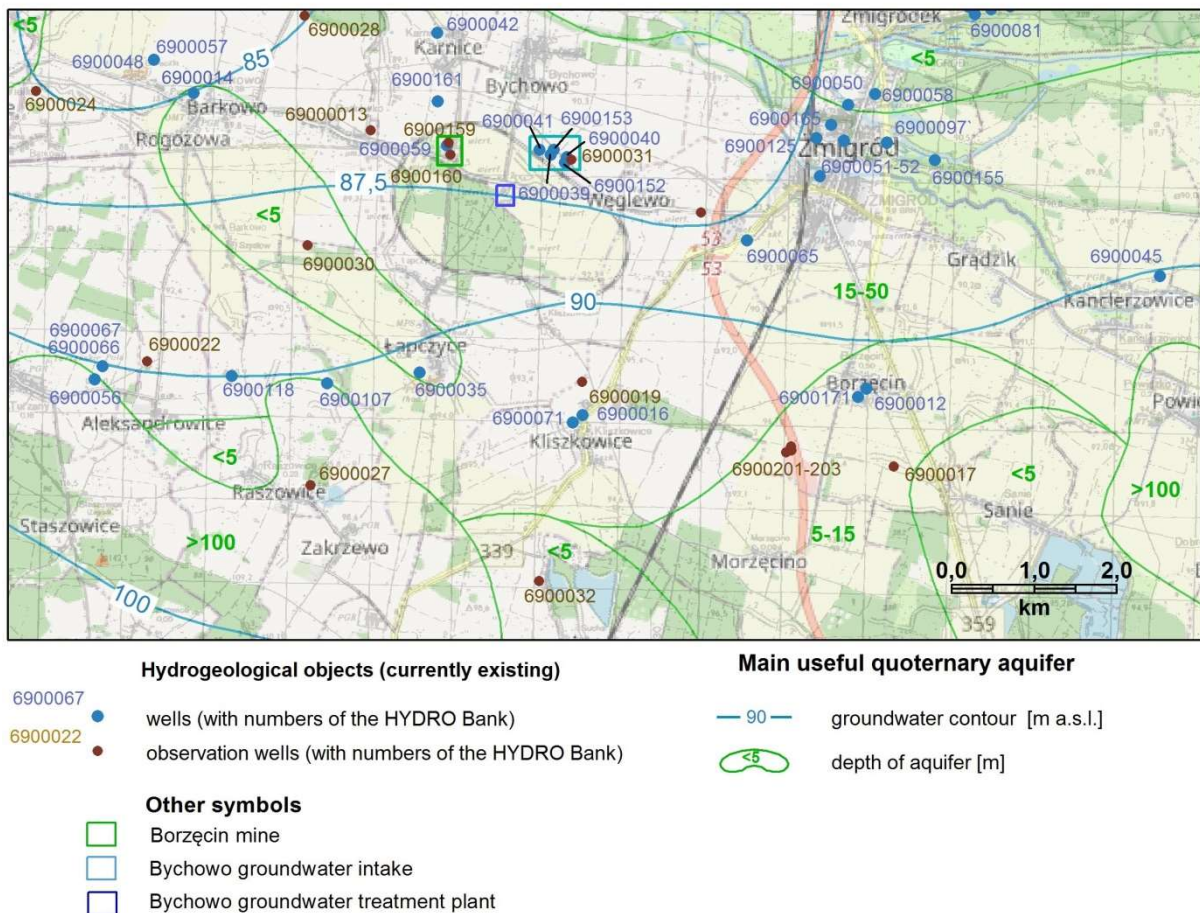 <5
6900028
6900042
Żmigródek
6900081
6900057
6900048
Karnice
<5
6900014
85
6900161
Bychowo
6900050
6900058
6900024
Barkowo
6900013
6900041
6900153
6900165
Rogożowa
6900159
6900040
6900097
6900059
6900031
6900125
Żmigród
6900160
6900051-52
6900155
87,5
6900039
6900152
Węglewo
<5
ŻMIGRÓD
53
6900030
6900065
53
Grądzik
6900045
15-50
90
Kanclerzowice
6900067
6900066
6900022
Łapczyce
Borzęcin
6900056
6900118
6900107
6900035
6900019
6900171
6900012
Powi
Aleksandrowice
6900071
6900016
Kliszkowice
<5
6900027
6900201-203
6900017
<5
>100
Raszowice
Sanie
Staszowice
>100
Zakrzewo
339
<5
5-15
Morzęcino
0,0 1,0 2,0
km
100
6900032
359
Hydrogeological objects (currently existing)
6900067
wells (with numbers of the HYDRO Bank)
6900022
observation wells (with numbers of the HYDRO Bank)
Other symbols
Borzęcin mine
Bychowo groundwater intake
Bychowo groundwater treatment plant
Main useful quoternary aquifer
90
groundwater contour [m a.s.l.]
<5
depth of aquifer [m]